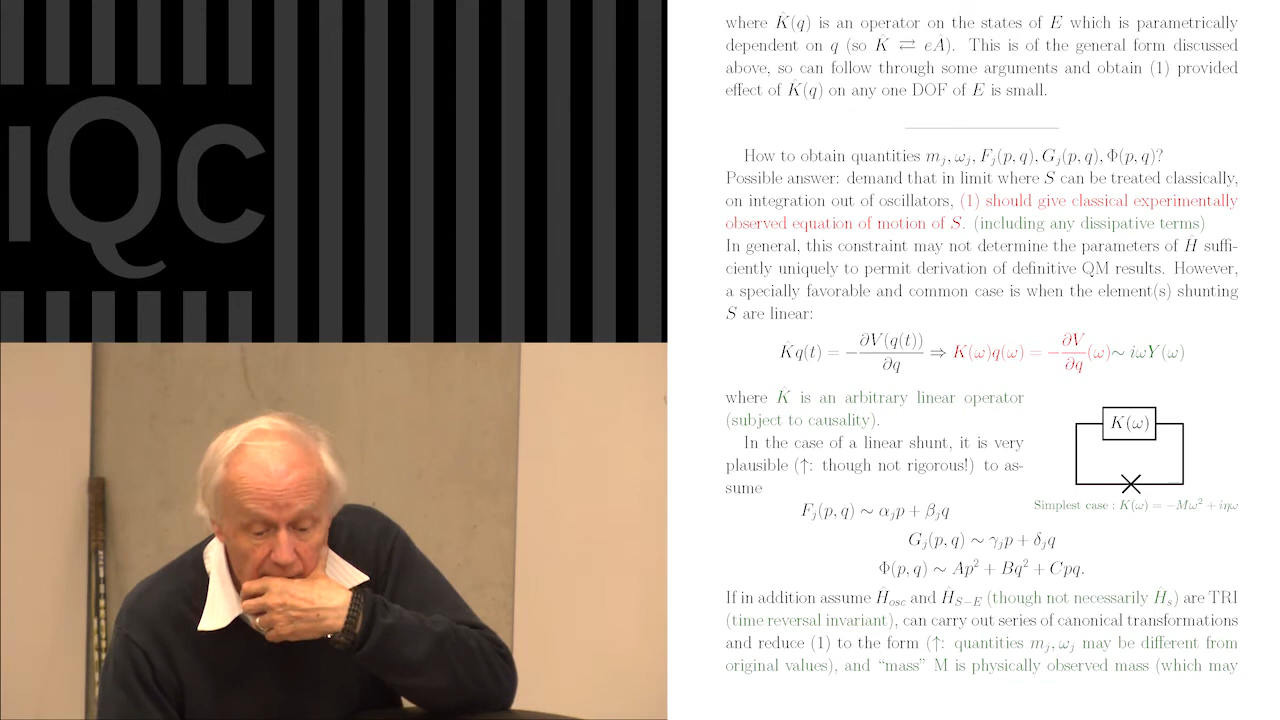 IQC
where K̂(q) is an operator on the states of E which is parametrically
dependent on q (so K̂ ⇄ eÂ). This is of the general form discussed
above, so can follow through some arguments and obtain (1) provided
effect of K̂(q) on any one DOF of E is small.
How to obtain quantities m_j, ω_j, F_j(p, q), G_j(p, q), Φ(p, q)?
Possible answer: demand that in limit where S can be treated classically,
on integration out of oscillators, (1) should give classical experimentally
observed equation of motion of S. (including any dissipative terms)
In general, this constraint may not determine the parameters of Ĥ suffi-
ciently uniquely to permit derivation of definitive QM results. However,
a specially favorable and common case is when the element(s) shunting
S are linear:
K̂q(t) = −∂V(q(t))/∂q ⇒ K(ω)q(ω) = −∂V/∂q(ω) ∼ iωY(ω)
where K̂ is an arbitrary linear operator
(subject to causality).
In the case of a linear shunt, it is very
plausible (↑: though not rigorous!) to as-
sume
K(ω)
Simplest case : K(ω) = −Mω² + iηω
F_j(p, q) ∼ α_jp + β_jq
G_j(p, q) ∼ γ_jp + δ_jq
Φ(p, q) ∼ Ap² + Bq² + Cpq.
If in addition assume Ĥ_osc and Ĥ_S−E (though not necessarily Ĥ_s) are TRI
(time reversal invariant), can carry out series of canonical transformations
and reduce (1) to the form (↑: quantities m_j, ω_j may be different from
original values), and “mass” M is physically observed mass (which may